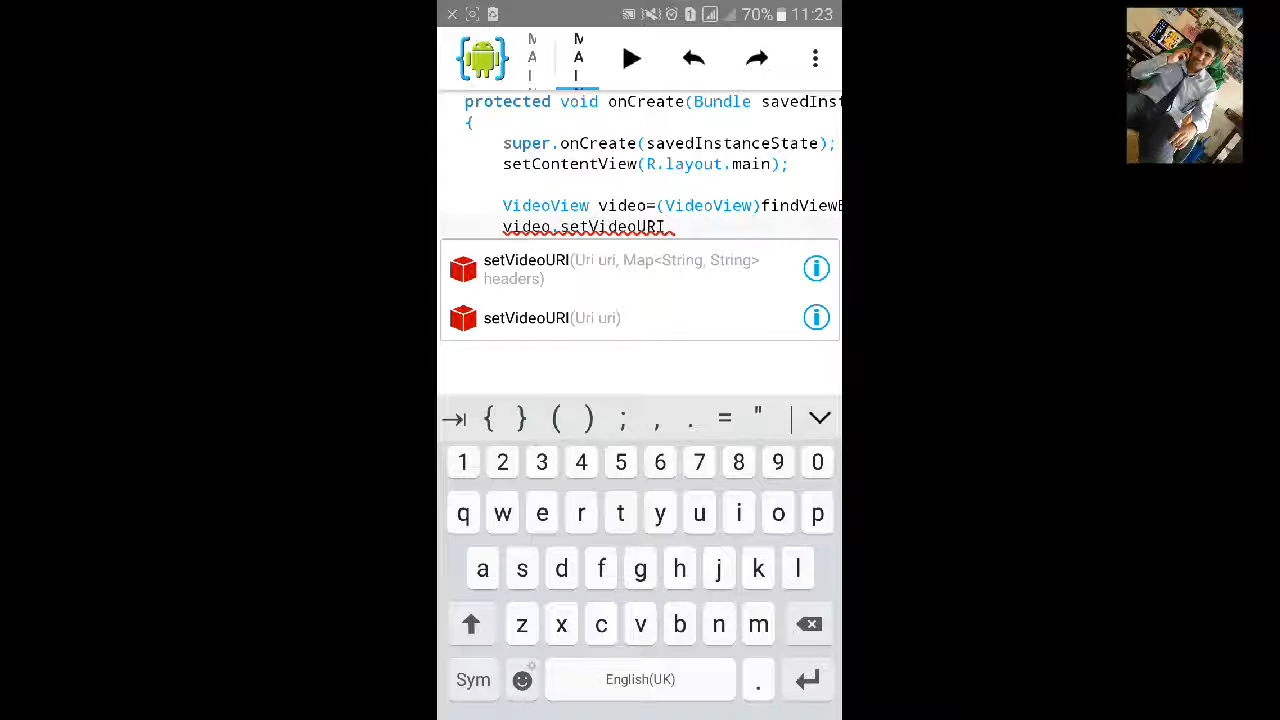 70% 11:23
M M
A A
I I
N N
protected void onCreate(Bundle savedInst
{
super.onCreate(savedInstanceState);
setContentView(R.layout.main);
VideoView video=(VideoView)findViewB
video.setVideoURI
setVideoURI(Uri uri, Map<String, String>
headers)
setVideoURI(Uri uri)
{ } ( ) ; , . = "
1 2 3 4 5 6 7 8 9 0
q w e r t y u i o p
a s d f g h j k l
z x c v b n m
Sym English(UK) .